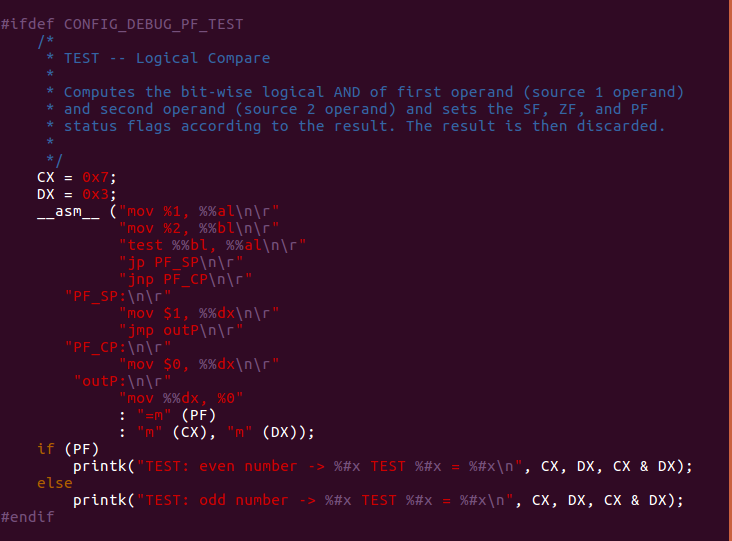 #ifdef CONFIG_DEBUG_PF_TEST
    /*
     * TEST -- Logical Compare
     *
     * Computes the bit-wise logical AND of first operand (source 1 operand)
     * and second operand (source 2 operand) and sets the SF, ZF, and PF
     * status flags according to the result. The result is then discarded.
     *
     */
    CX = 0x7;
    DX = 0x3;
    __asm__ ("mov %1, %%al\n\r"
             "mov %2, %%bl\n\r"
             "test %%bl, %%al\n\r"
             "jp PF_SP\n\r"
             "jnp PF_CP\n\r"
       "PF_SP:\n\r"
             "mov $1, %%dx\n\r"
             "jmp outP\n\r"
       "PF_CP:\n\r"
             "mov $0, %%dx\n\r"
        "outP:\n\r"
             "mov %%dx, %0"
             : "=m" (PF)
             : "m" (CX), "m" (DX));
    if (PF)
        printk("TEST: even number -> %#x TEST %#x = %#x\n", CX, DX, CX & DX);
    else
        printk("TEST: odd number -> %#x TEST %#x = %#x\n", CX, DX, CX & DX);
#endif